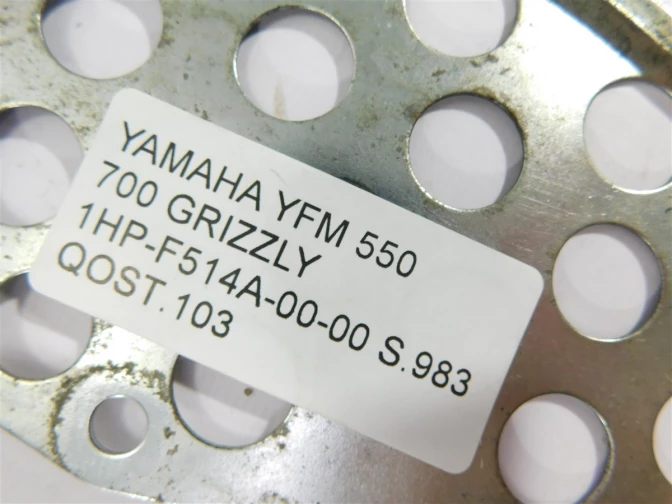 YAMAHA YFM 550
700 GRIZZLY
1HP-F514A-00-00 S.983
QOST.103